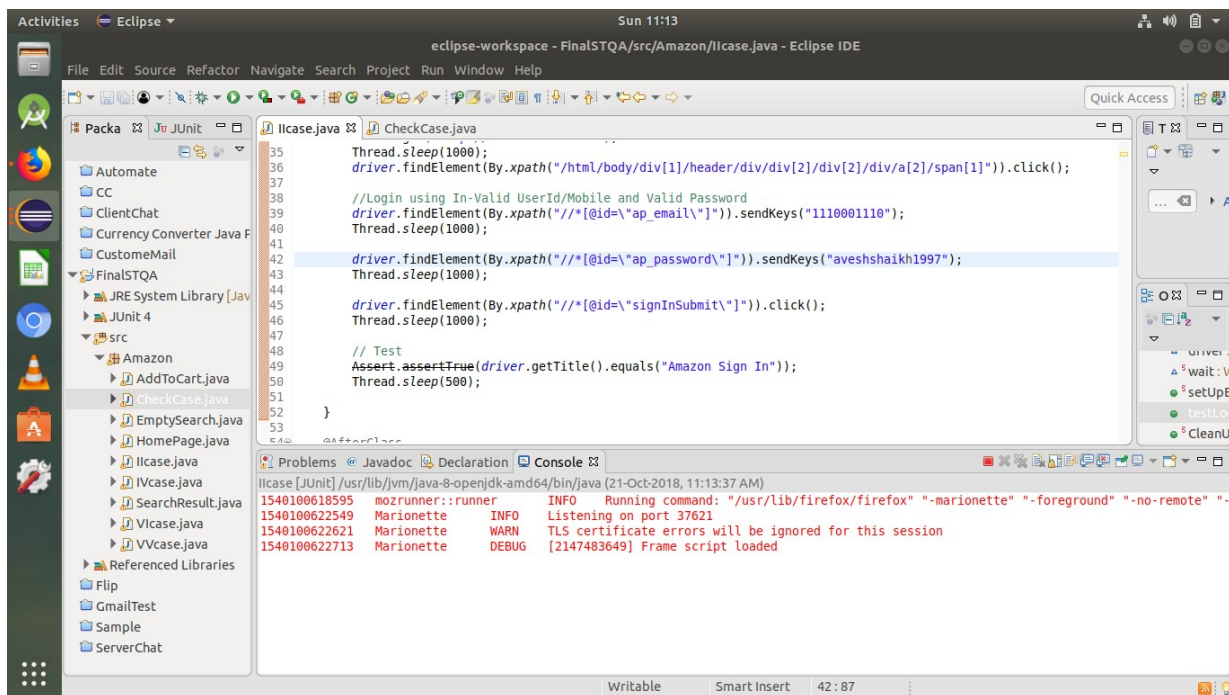 Activities Eclipse Sun 11:13
eclipse-workspace - FinalSTQA/src/Amazon/IIcase.java - Eclipse IDE
File Edit Source Refactor Navigate Search Project Run Window Help
Quick Access
Packa JUnit
Automate
CC
ClientChat
Currency Converter Java P
CustomeMail
FinalSTQA
JRE System Library [Jav
JUnit 4
src
Amazon
AddToCart.java
CheckCase.java
EmptySearch.java
HomePage.java
IIcase.java
IVcase.java
SearchResult.java
VIcase.java
VVcase.java
Referenced Libraries
Flip
GmailTest
Sample
ServerChat
IIcase.java CheckCase.java
35 Thread.sleep(1000);
36 driver.findElement(By.xpath("/html/body/div[1]/header/div/div[2]/div[2]/div/a[2]/span[1]")).click();
37
38 //Login using In-Valid UserId/Mobile and Valid Password
39 driver.findElement(By.xpath("//*[@id=\"ap_email\"]")).sendKeys("1110001110");
40 Thread.sleep(1000);
41
42 driver.findElement(By.xpath("//*[@id=\"ap_password\"]")).sendKeys("aveshshaikh1997");
43 Thread.sleep(1000);
44
45 driver.findElement(By.xpath("//*[@id=\"signInSubmit\"]")).click();
46 Thread.sleep(1000);
47
48 // Test
49 Assert.assertTrue(driver.getTitle().equals("Amazon Sign In"));
50 Thread.sleep(500);
51
52 }
53
54 @AfterClass
T
...
O
driver :
wait : W
setUpB
testLo
CleanU
Problems Javadoc Declaration Console
IIcase [JUnit] /usr/lib/jvm/java-8-openjdk-amd64/bin/java (21-Oct-2018, 11:13:37 AM)
1540100618595 mozrunner::runner INFO Running command: "/usr/lib/firefox/firefox" "-marionette" "-foreground" "-no-remote" "-
1540100622549 Marionette INFO Listening on port 37621
1540100622621 Marionette WARN TLS certificate errors will be ignored for this session
1540100622713 Marionette DEBUG [2147483649] Frame script loaded
Writable Smart Insert 42 : 87